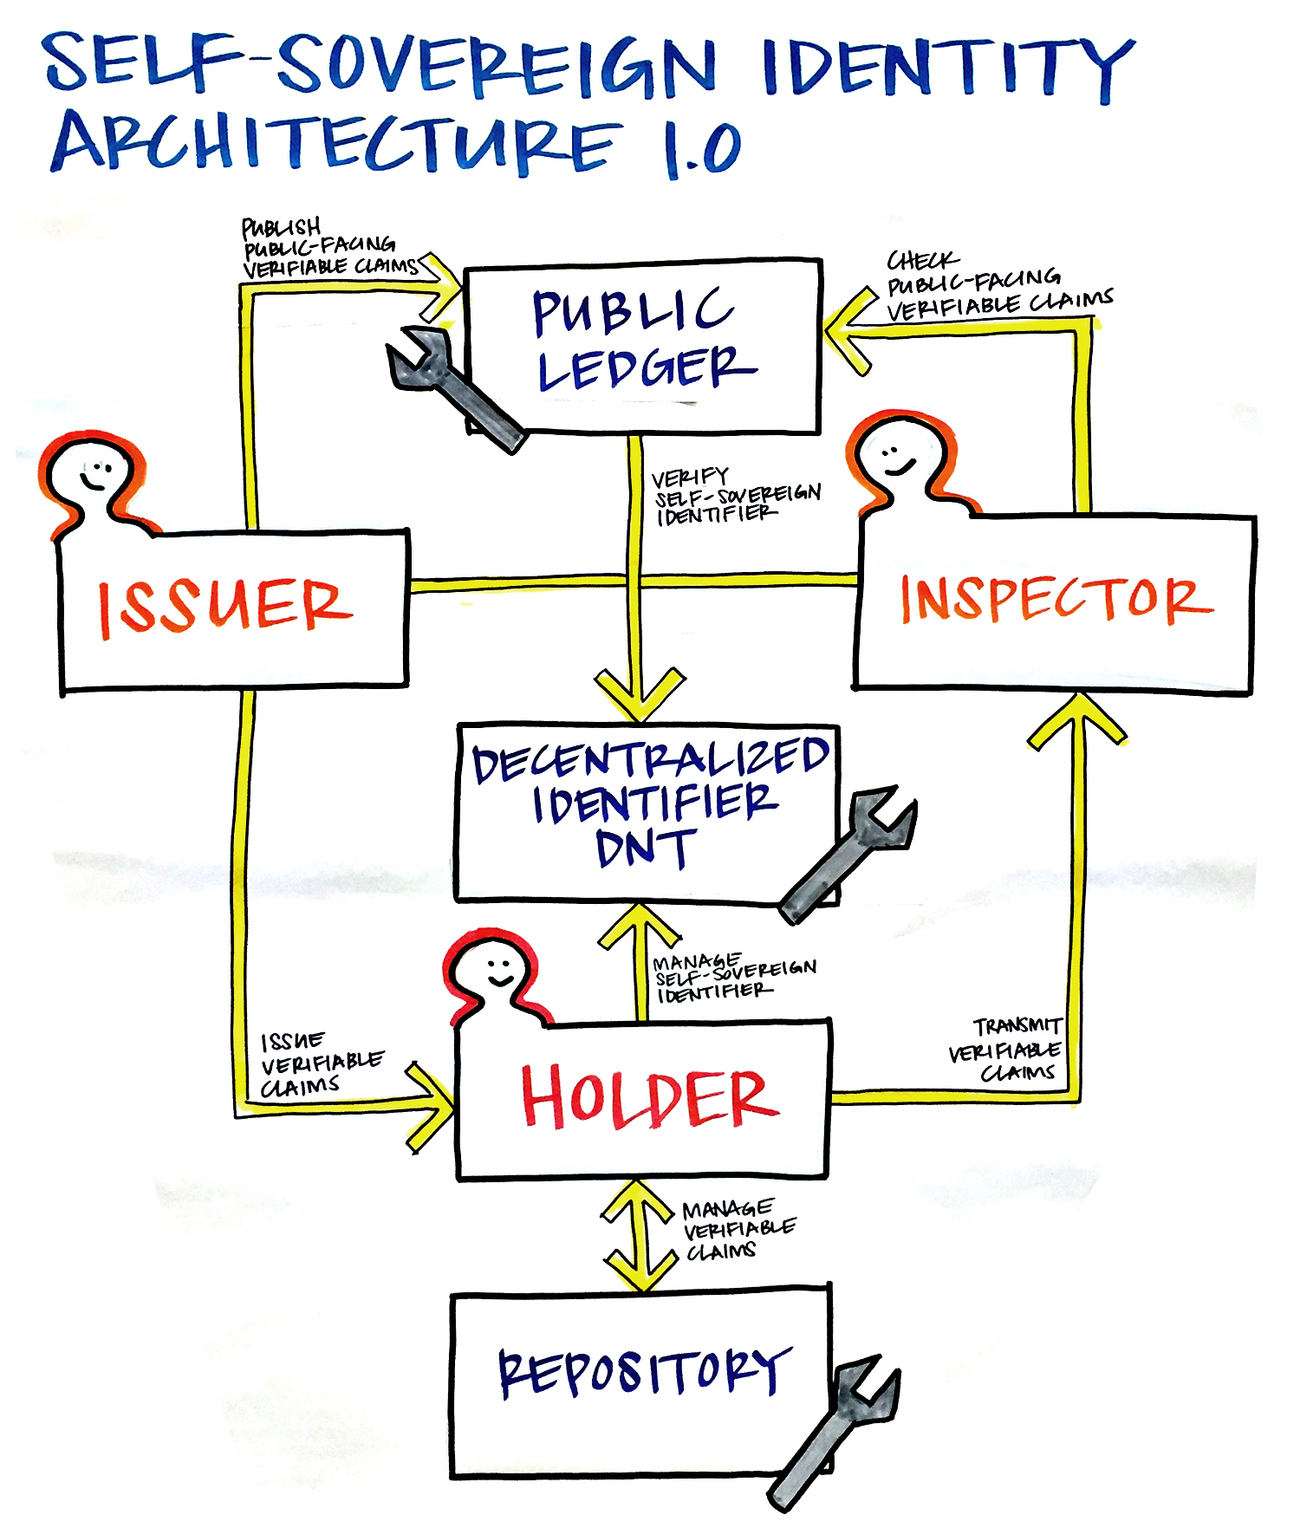 SELF-SOVEREIGN IDENTITY
ARCHITECTURE 1.0
PUBLISH
PUBLIC-FACING
VERIFIABLE CLAIMS
CHECK
PUBLIC-FACING
VERIFIABLE CLAIMS
PUBLIC
LEDGER
VERIFY
SELF-SOVEREIGN
IDENTIFIER
ISSUER
INSPECTOR
DECENTRALIZED
IDENTIFIER
DNT
MANAGE
SELF-SOVEREIGN
IDENTIFIER
ISSUE
VERIFIABLE
CLAIMS
TRANSMIT
VERIFIABLE
CLAIMS
HOLDER
MANAGE
VERIFIABLE
CLAIMS
REPOSITORY